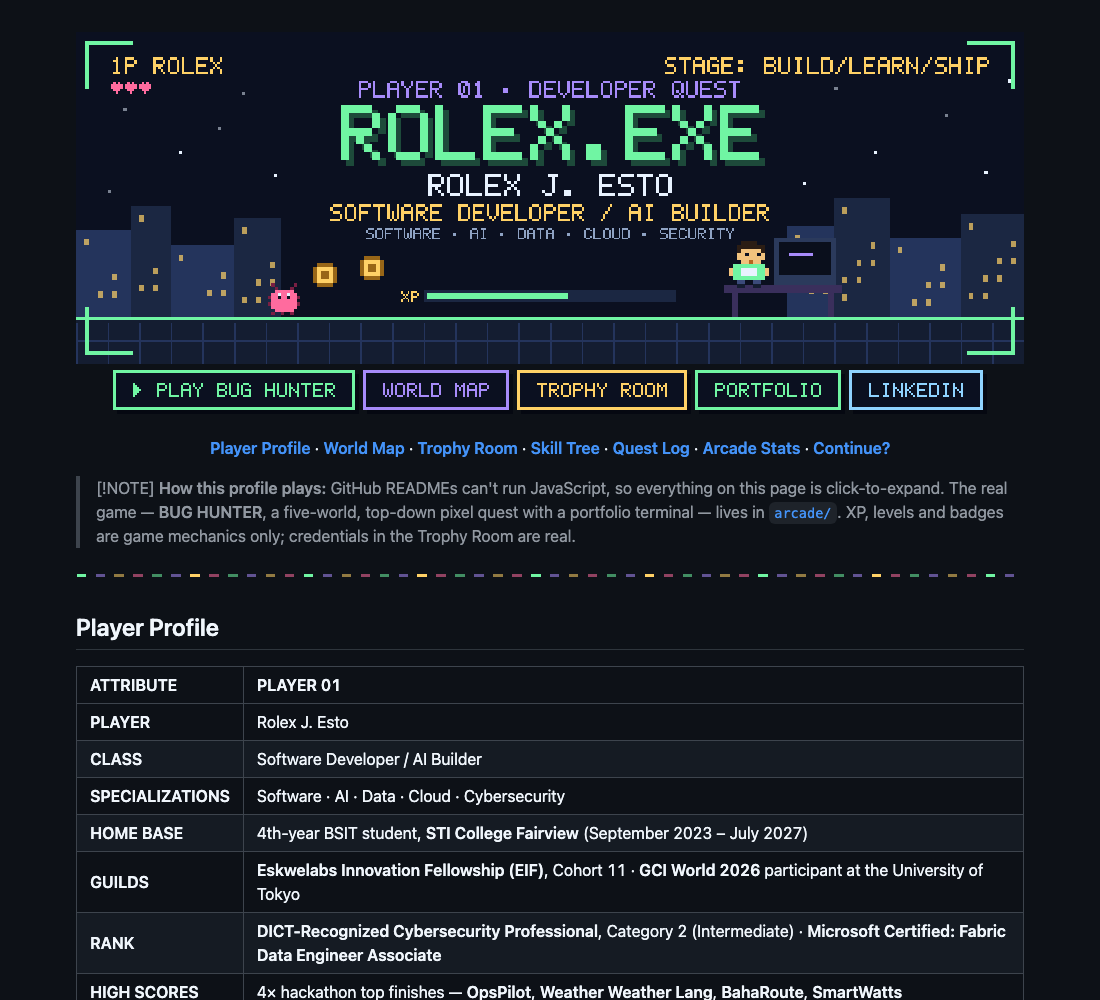 1P ROLEX
STAGE: BUILD/LEARN/SHIP
PLAYER 01 · DEVELOPER QUEST
ROLEX.EXE
ROLEX J. ESTO
SOFTWARE DEVELOPER / AI BUILDER
SOFTWARE · AI · DATA · CLOUD · SECURITY
XP
PLAY BUG HUNTER
WORLD MAP
TROPHY ROOM
PORTFOLIO
LINKEDIN
Player Profile · World Map · Trophy Room · Skill Tree · Quest Log · Arcade Stats · Continue?
[!NOTE] How this profile plays: GitHub READMEs can't run JavaScript, so everything on this page is click-to-expand. The real
game — BUG HUNTER, a five-world, top-down pixel quest with a portfolio terminal — lives in arcade/. XP, levels and badges
are game mechanics only; credentials in the Trophy Room are real.
Player Profile
ATTRIBUTE PLAYER 01
PLAYER Rolex J. Esto
CLASS Software Developer / AI Builder
SPECIALIZATIONS Software · AI · Data · Cloud · Cybersecurity
HOME BASE 4th-year BSIT student, STI College Fairview (September 2023 – July 2027)
GUILDS Eskwelabs Innovation Fellowship (EIF), Cohort 11 · GCI World 2026 participant at the University of
Tokyo
RANK DICT-Recognized Cybersecurity Professional, Category 2 (Intermediate) · Microsoft Certified: Fabric
Data Engineer Associate
HIGH SCORES 4× hackathon top finishes — OpsPilot, Weather Weather Lang, BahaRoute, SmartWatts